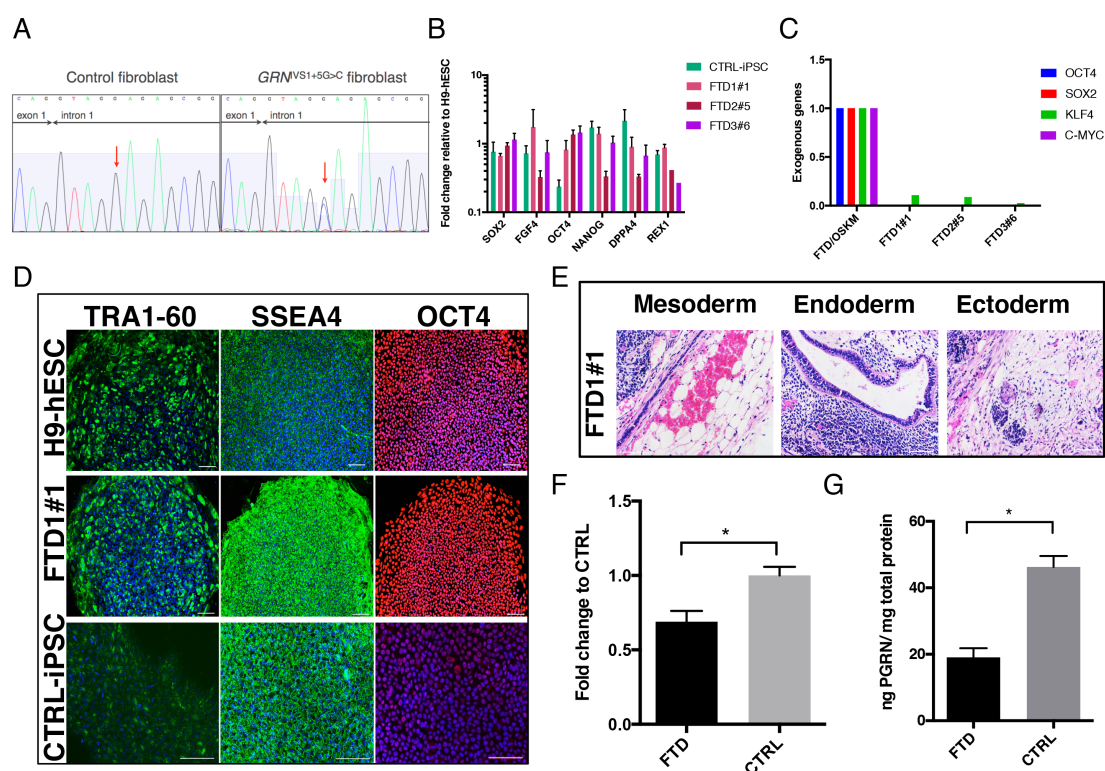 A
Control fibroblast
GRN IVS1+5G>C fibroblast
C A G G T A G G A G A G C G G
C A G G T A G G A G A G C G G
exon 1
intron 1
exon 1
intron 1
B
Fold change relative to H9-hESC
10
1
0.1
SOX2
FGF4
OCT4
NANOG
DPPA4
REX1
CTRL-iPSC
FTD1#1
FTD2#5
FTD3#6
C
Exogenous genes
1.5
1.0
0.5
0.0
FTD/OSKM
FTD1#1
FTD2#5
FTD3#6
OCT4
SOX2
KLF4
C-MYC
D
TRA1-60
SSEA4
OCT4
H9-hESC
FTD1#1
CTRL-iPSC
E
Mesoderm
Endoderm
Ectoderm
FTD1#1
F
Fold change to CTRL
1.5
1.0
0.5
0.0
*
FTD
CTRL
G
ng PGRN/ mg total protein
60
40
20
0
*
FTD
CTRL